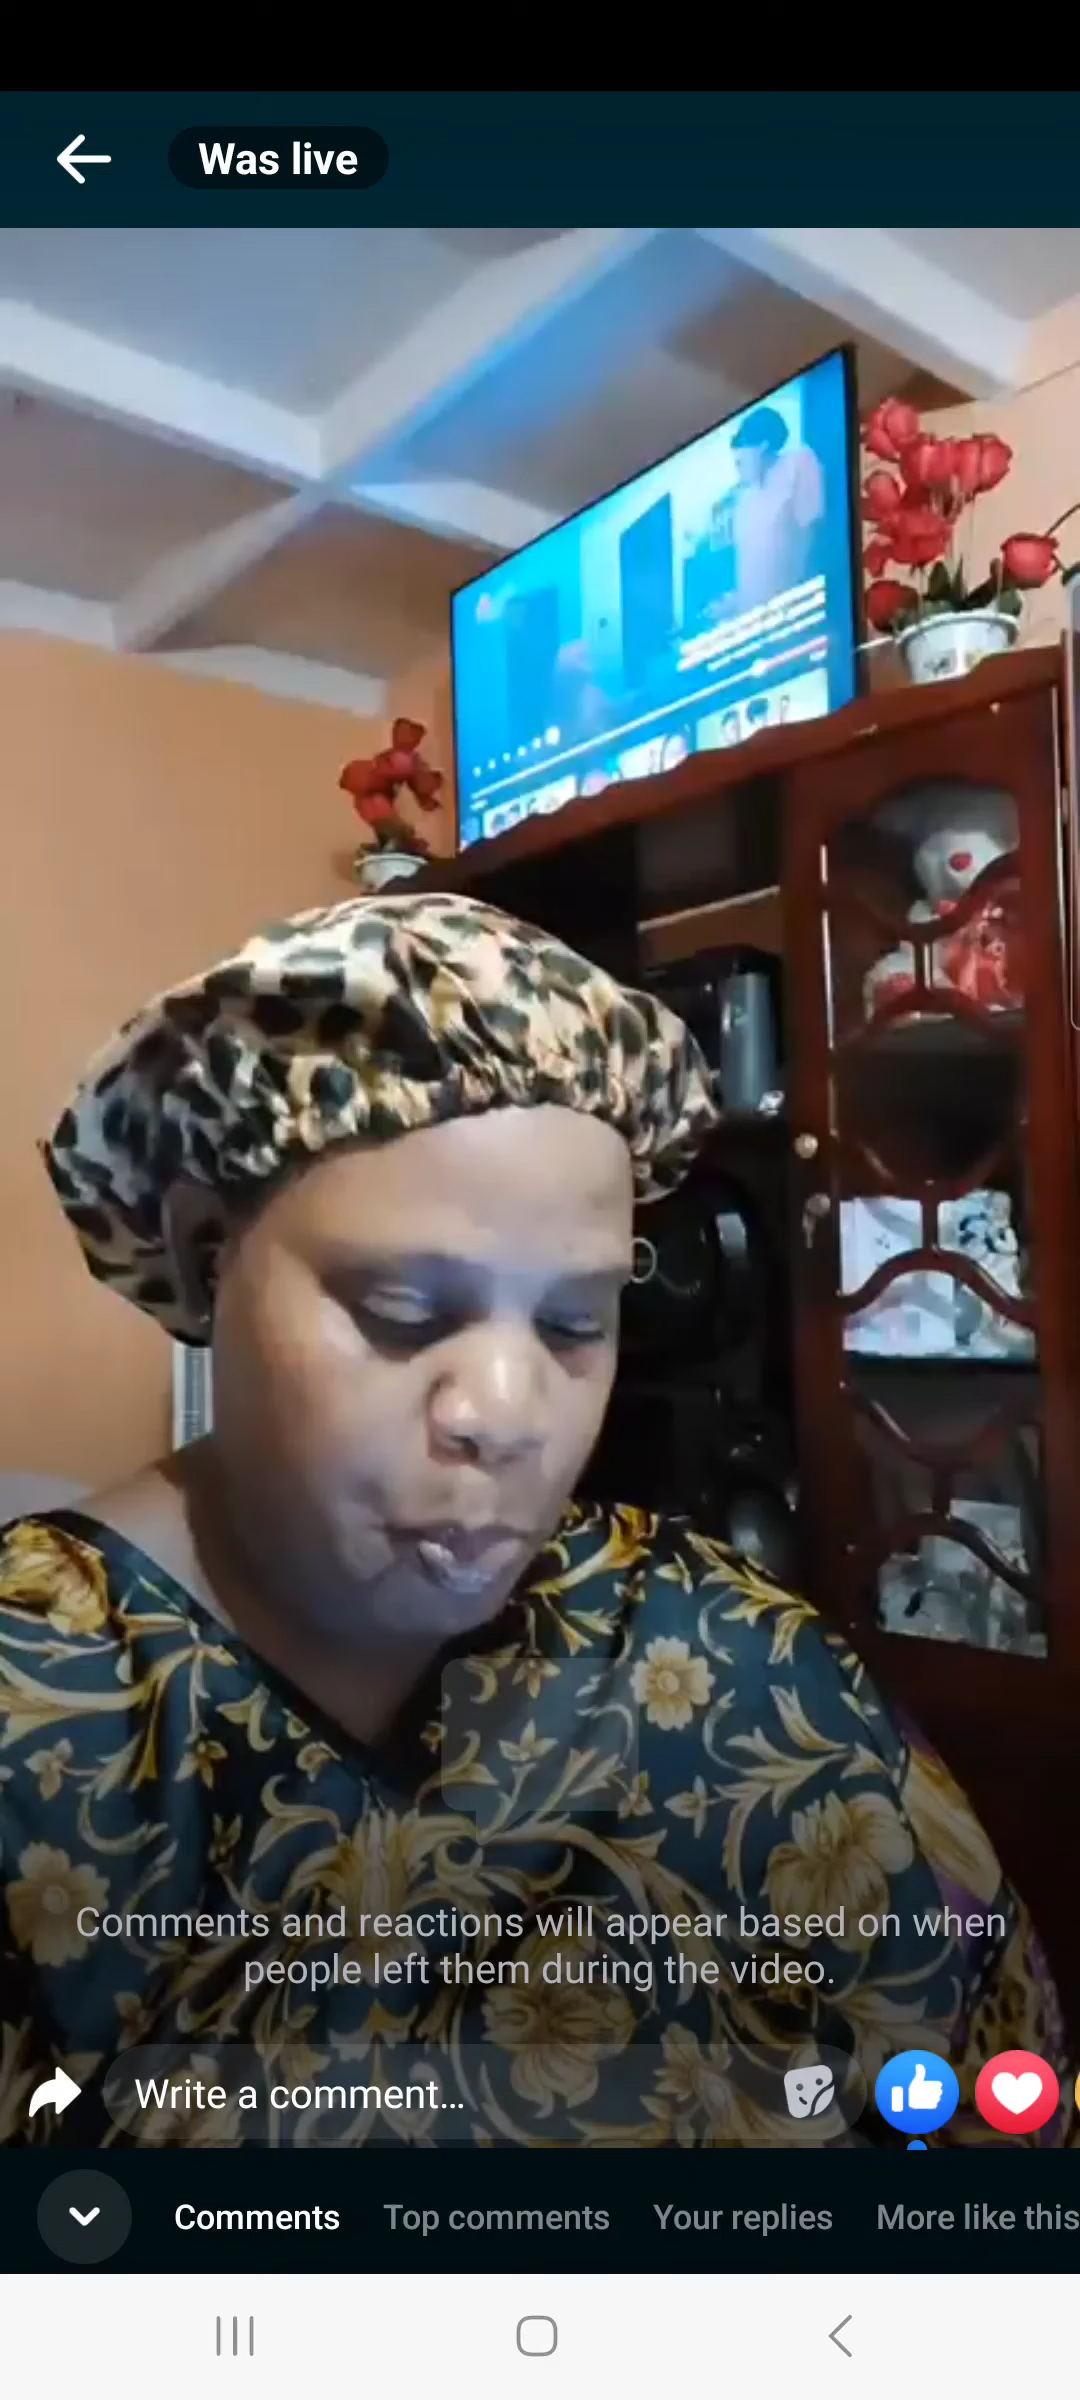 Was live
Comments and reactions will appear based on when
people left them during the video.
Write a comment...
Comments
Top comments
Your replies
More like this